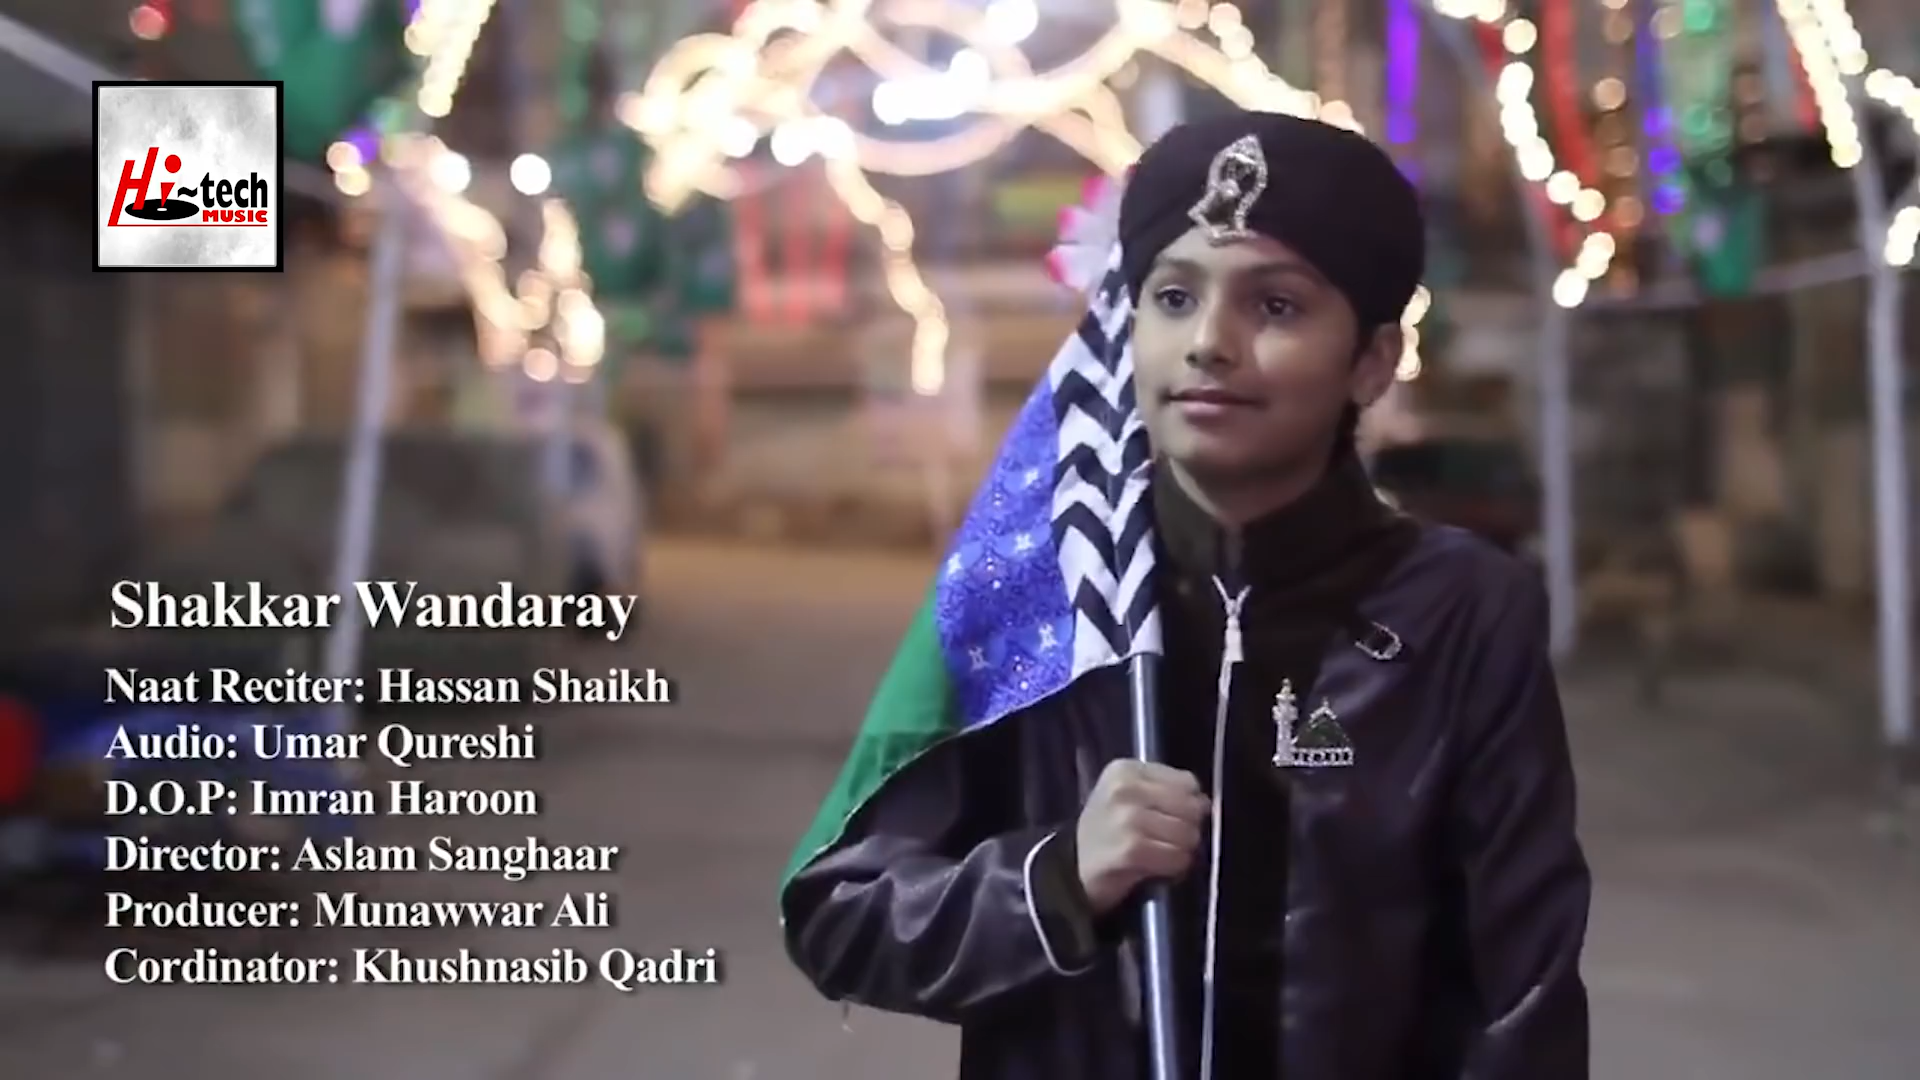 Hi~tech
MUSIC
Shakkar Wandaray
Naat Reciter: Hassan Shaikh
Audio: Umar Qureshi
D.O.P: Imran Haroon
Director: Aslam Sanghaar
Producer: Munawwar Ali
Cordinator: Khushnasib Qadri